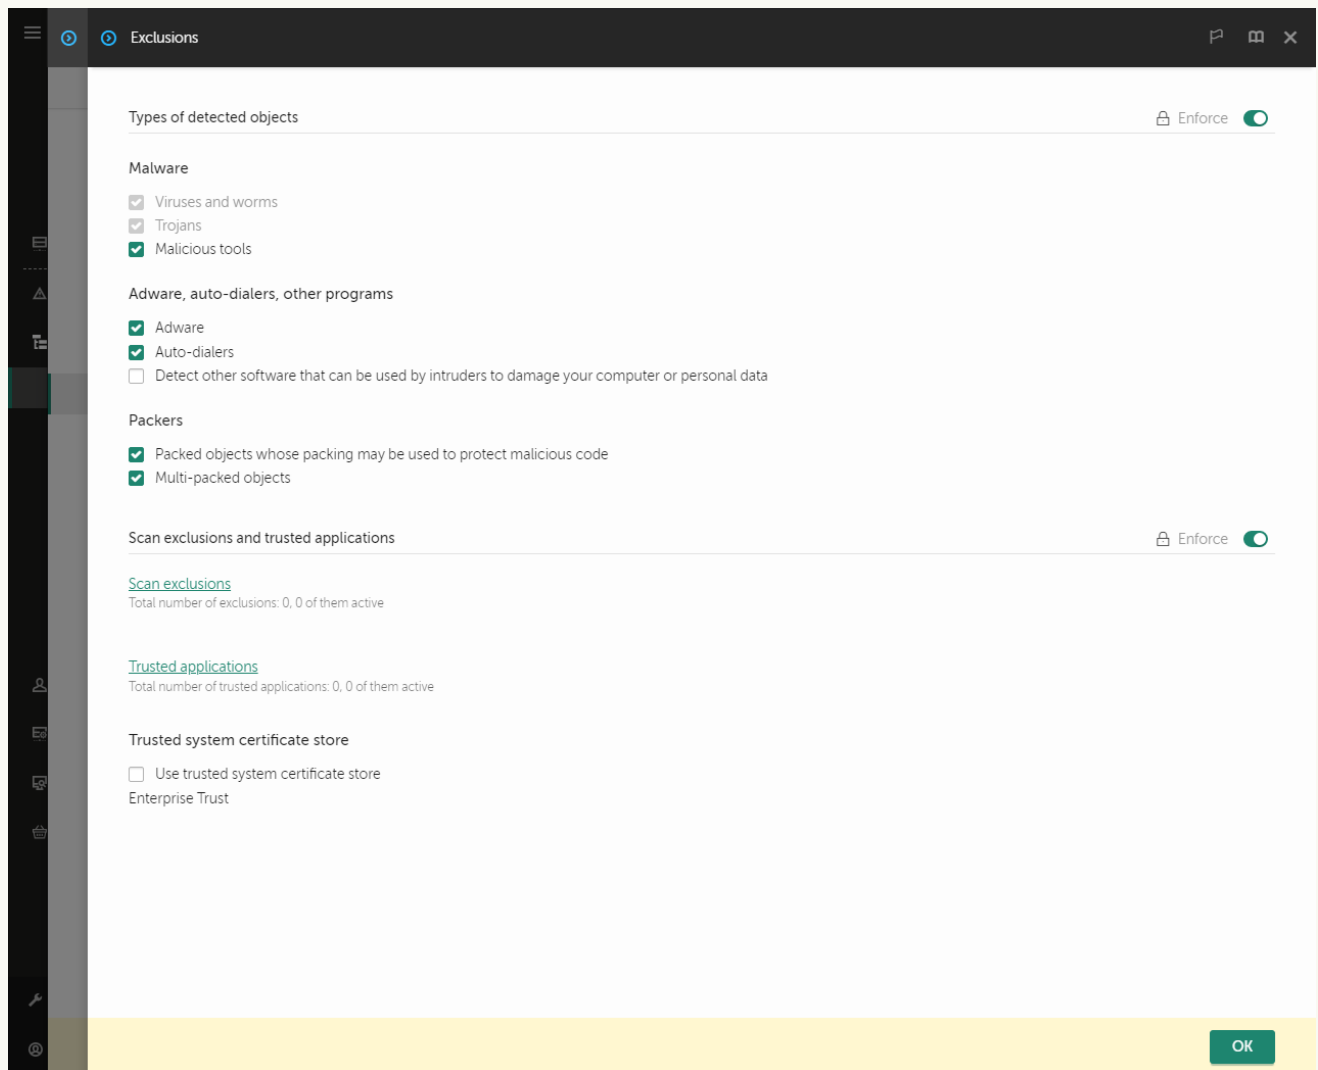 Exclusions
Types of detected objects
Enforce
Malware
Viruses and worms
Trojans
Malicious tools
Adware, auto-dialers, other programs
Adware
Auto-dialers
Detect other software that can be used by intruders to damage your computer or personal data
Packers
Packed objects whose packing may be used to protect malicious code
Multi-packed objects
Scan exclusions and trusted applications
Enforce
Scan exclusions
Total number of exclusions: 0, 0 of them active
Trusted applications
Total number of trusted applications: 0, 0 of them active
Trusted system certificate store
Use trusted system certificate store
Enterprise Trust
OK